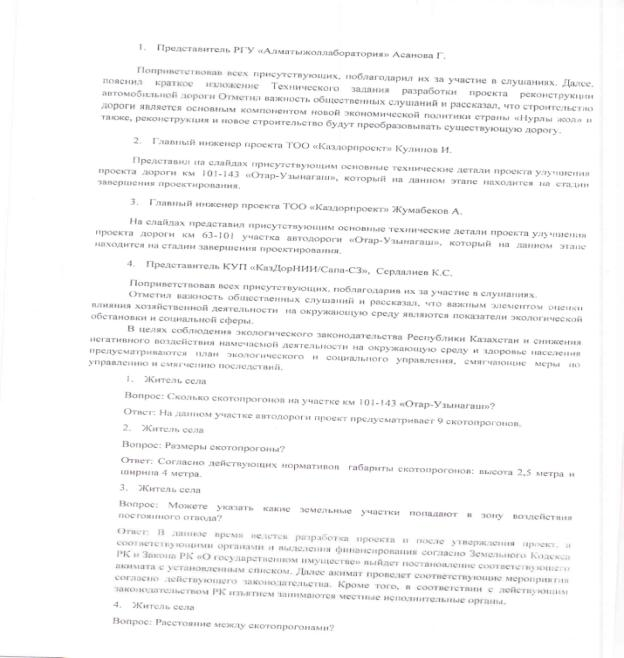 1. Представитель РГУ «Алматыжоллаборатория» Асанова Г.
Поприветствовав всех присутствующих, поблагодарил их за участие в слушаниях. Далее,
пояснил краткое изложение Технического задания разработки проекта реконструкции
автомобильной дороги Отметил важность общественных слушаний и рассказал, что строительство
дороги является основным компонентом новой экономической политики страны «Нурлы жол» и
также, реконструкция и новое строительство будут преобразовывать существующую дорогу.
2. Главный инженер проекта ТОО «Каздорпроект» Кулинов И.
Представил на слайдах присутствующим основные технические детали проекта улучшения
проекта дороги км 101-143 «Отар-Узынагаш», который на данном этапе находится на стадии
завершения проектирования.
3. Главный инженер проекта ТОО «Каздорпроект» Жумабеков А.
На слайдах представил присутствующим основные технические детали проекта улучшения
проекта дороги км 63-101 участка автодороги «Отар-Узынагаш», который на данном этапе
находится на стадии завершения проектирования.
4. Представитель КУП «КазДорНИИ/Сапа-СЗ», Сердалиев К.С.
Поприветствовав всех присутствующих, поблагодарив их за участие в слушаниях.
Отметил важность общественных слушаний и рассказал, что важным элементом оценки
влияния хозяйственной деятельности на окружающую среду являются показатели экологической
обстановки и социальной сферы.
В целях соблюдения экологического законодательства Республики Казахстан и снижения
негативного воздействия намечаемой деятельности на окружающую среду и здоровье населения
предусматриваются план экологического и социального управления, смягчающие меры по
управлению и смягчению последствий.
1. Житель села
Вопрос: Сколько скотопрогонов на участке км 101-143 «Отар-Узынагаш»?
Ответ: На данном участке автодороги проект предусматривает 9 скотопрогонов.
2. Житель села
Вопрос: Размеры скотопрогоны?
Ответ: Согласно действующих нормативов габариты скотопрогонов: высота 2,5 метра и
ширина 4 метра.
3. Житель села
Вопрос: Можете указать какие земельные участки попадают в зону воздействия
постоянного отвода?
Ответ: В данное время ведется разработка проекта и после утверждения проект, и
соответствующими органами и выделения финансирования согласно Земельного Кодекса
РК и Закона РК «О государственном имуществе» выйдет постановление соответствующего
акимата с установленным списком. Далее акимат проведет соответствующие мероприятия
согласно действующего законодательства. Кроме того, в соответствии с действующим
законодательством РК изъятием занимаются местные исполнительные органы.
4. Житель села
Вопрос: Расстояние между скотопрогонами?